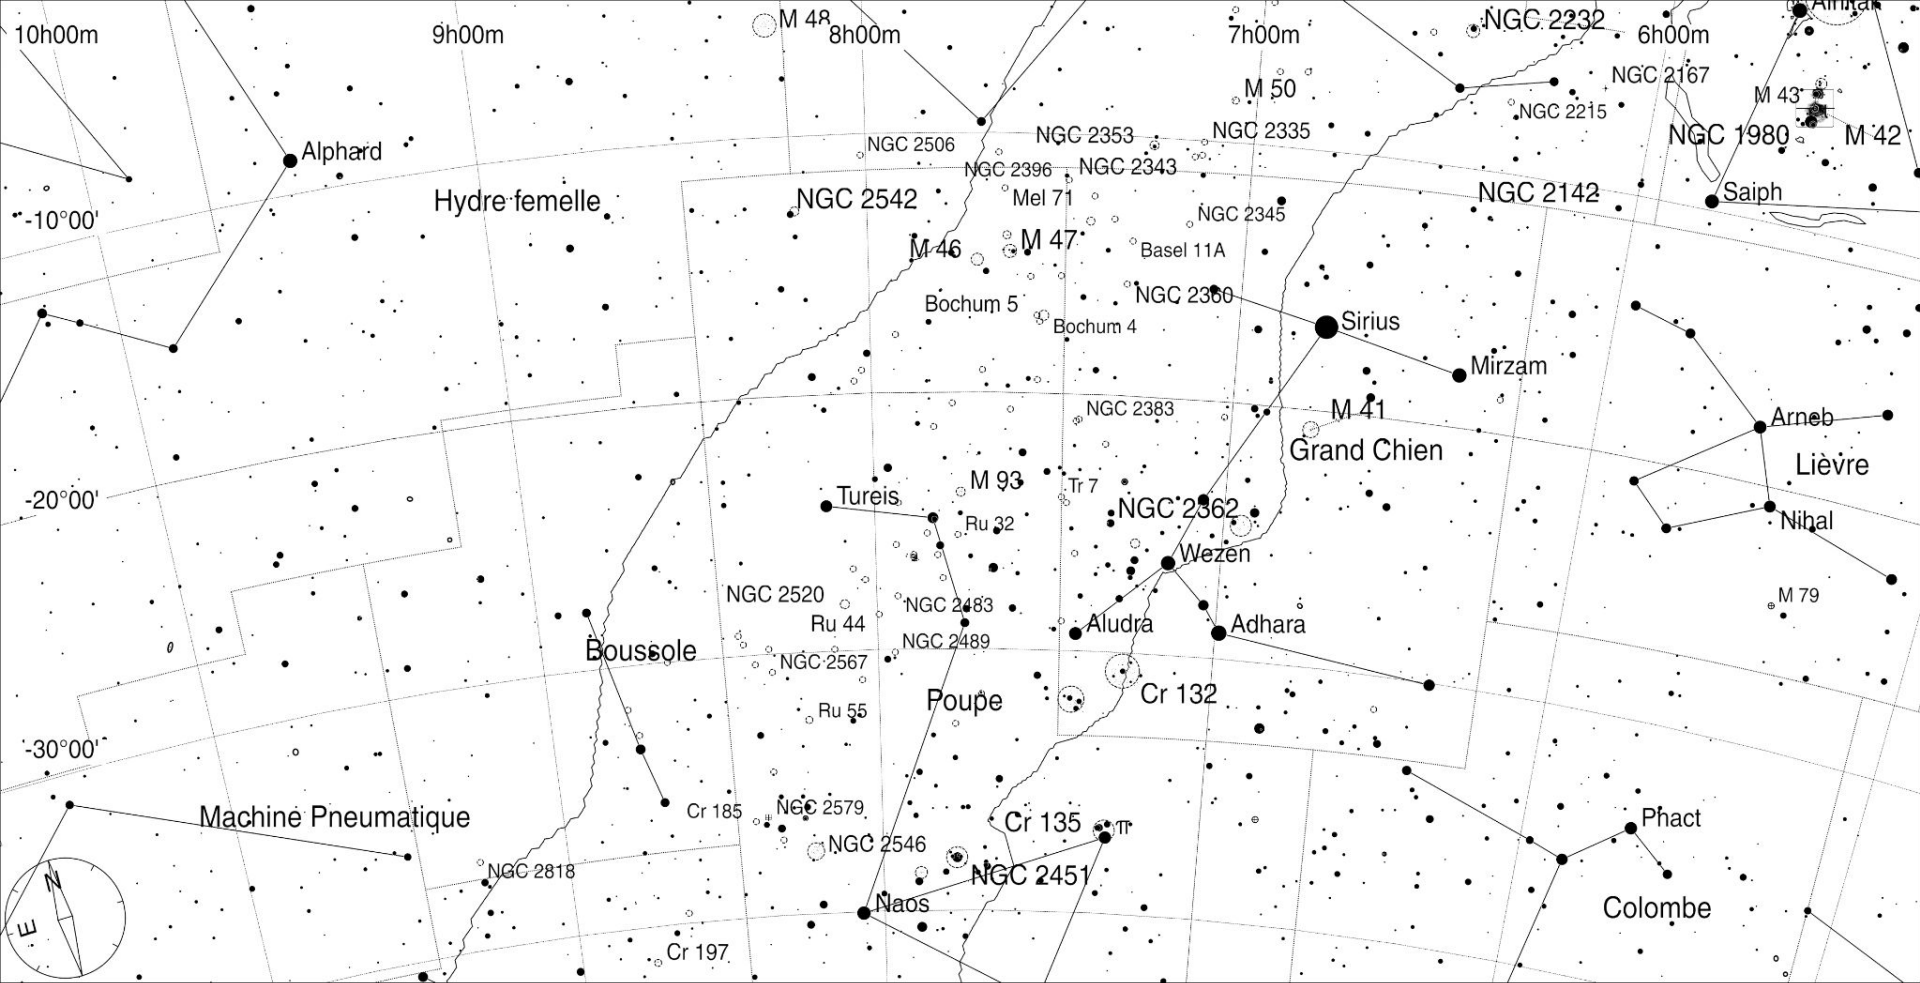 10h00m
9h00m
M 48
8h00m
7h00m
NGC 2232
6h00m
NGC 2167
M 50
M 43
NGC 2215
NGC 2506
NGC 2353
NGC 2335
NGC 1980
M 42
Alphard
NGC 2396
NGC 2343
Hydre femelle
NGC 2542
Mel 71
NGC 2345
NGC 2142
Saiph
-10°00'
M 46
M 47
Basel 11A
Bochum 5
NGC 2360
Bochum 4
Sirius
Mirzam
NGC 2383
M 41
Arneb
Grand Chien
Lièvre
M 93
Tr 7
-20°00'
Tureis
Ru 32
NGC 2362
Nihal
Wezen
NGC 2520
NGC 2483
M 79
Ru 44
Aludra
Adhara
NGC 2489
Boussole
NGC 2567
Poupe
Cr 132
Ru 55
-30°00'
Machine Pneumatique
Cr 185
NGC 2579
Cr 135
π
Phact
NGC 2546
NGC 2818
NGC 2451
Naos
Colombe
N
E
Cr 197